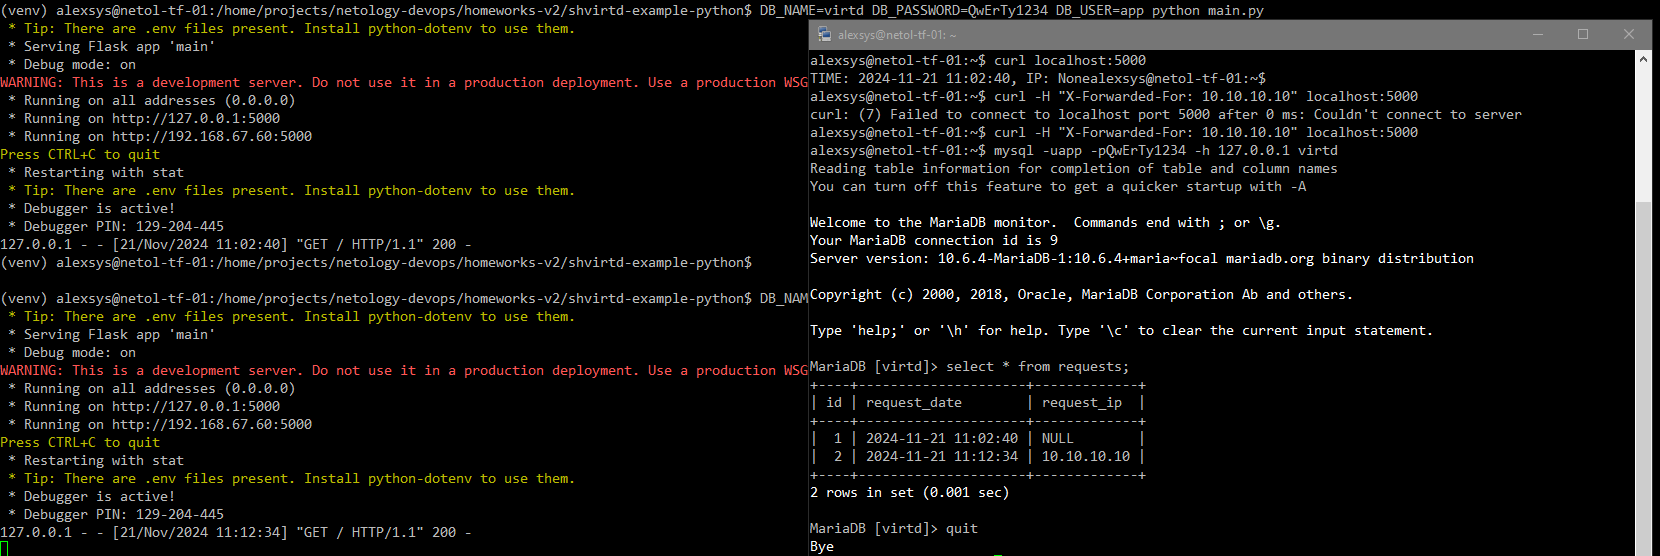 (venv) alexsys@netol-tf-01:/home/projects/netology-devops/homeworks-v2/shvirtd-example-python$ DB_NAME=virtd DB_PASSWORD=QwErTy1234 DB_USER=app python main.py
 * Tip: There are .env files present. Install python-dotenv to use them.
 * Serving Flask app 'main'
 * Debug mode: on
WARNING: This is a development server. Do not use it in a production deployment. Use a production WSG
 * Running on all addresses (0.0.0.0)
 * Running on http://127.0.0.1:5000
 * Running on http://192.168.67.60:5000
Press CTRL+C to quit
 * Restarting with stat
 * Tip: There are .env files present. Install python-dotenv to use them.
 * Debugger is active!
 * Debugger PIN: 129-204-445
127.0.0.1 - - [21/Nov/2024 11:02:40] "GET / HTTP/1.1" 200 -
(venv) alexsys@netol-tf-01:/home/projects/netology-devops/homeworks-v2/shvirtd-example-python$
(venv) alexsys@netol-tf-01:/home/projects/netology-devops/homeworks-v2/shvirtd-example-python$ DB_NAM
 * Tip: There are .env files present. Install python-dotenv to use them.
 * Serving Flask app 'main'
 * Debug mode: on
WARNING: This is a development server. Do not use it in a production deployment. Use a production WSG
 * Running on all addresses (0.0.0.0)
 * Running on http://127.0.0.1:5000
 * Running on http://192.168.67.60:5000
Press CTRL+C to quit
 * Restarting with stat
 * Tip: There are .env files present. Install python-dotenv to use them.
 * Debugger is active!
 * Debugger PIN: 129-204-445
127.0.0.1 - - [21/Nov/2024 11:12:34] "GET / HTTP/1.1" 200 -
alexsys@netol-tf-01: ~
alexsys@netol-tf-01:~$ curl localhost:5000
TIME: 2024-11-21 11:02:40, IP: Nonealexsys@netol-tf-01:~$
alexsys@netol-tf-01:~$ curl -H "X-Forwarded-For: 10.10.10.10" localhost:5000
curl: (7) Failed to connect to localhost port 5000 after 0 ms: Couldn't connect to server
alexsys@netol-tf-01:~$ curl -H "X-Forwarded-For: 10.10.10.10" localhost:5000
alexsys@netol-tf-01:~$ mysql -uapp -pQwErTy1234 -h 127.0.0.1 virtd
Reading table information for completion of table and column names
You can turn off this feature to get a quicker startup with -A
Welcome to the MariaDB monitor.  Commands end with ; or \g.
Your MariaDB connection id is 9
Server version: 10.6.4-MariaDB-1:10.6.4+maria~focal mariadb.org binary distribution
Copyright (c) 2000, 2018, Oracle, MariaDB Corporation Ab and others.
Type 'help;' or '\h' for help. Type '\c' to clear the current input statement.
MariaDB [virtd]> select * from requests;
+----+---------------------+-------------+
| id | request_date        | request_ip  |
+----+---------------------+-------------+
|  1 | 2024-11-21 11:02:40 | NULL        |
|  2 | 2024-11-21 11:12:34 | 10.10.10.10 |
+----+---------------------+-------------+
2 rows in set (0.001 sec)
MariaDB [virtd]> quit
Bye